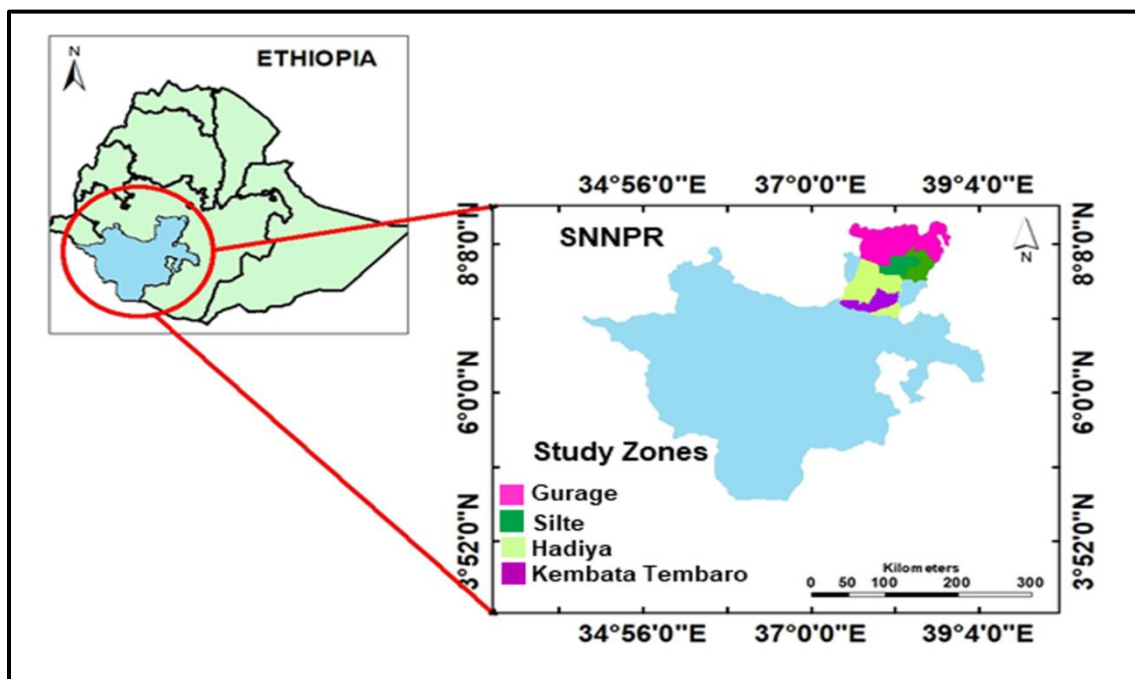 N
ETHIOPIA
34°56'0"E 37°0'0"E 39°4'0"E
SNNPR
N
8°8'0"N
8°8'0"N
6°0'0"N
6°0'0"N
3°52'0"N
3°52'0"N
Study Zones
Gurage
Silte
Hadiya
Kembata Tembaro
Kilometers
0 50 100 200 300
34°56'0"E 37°0'0"E 39°4'0"E